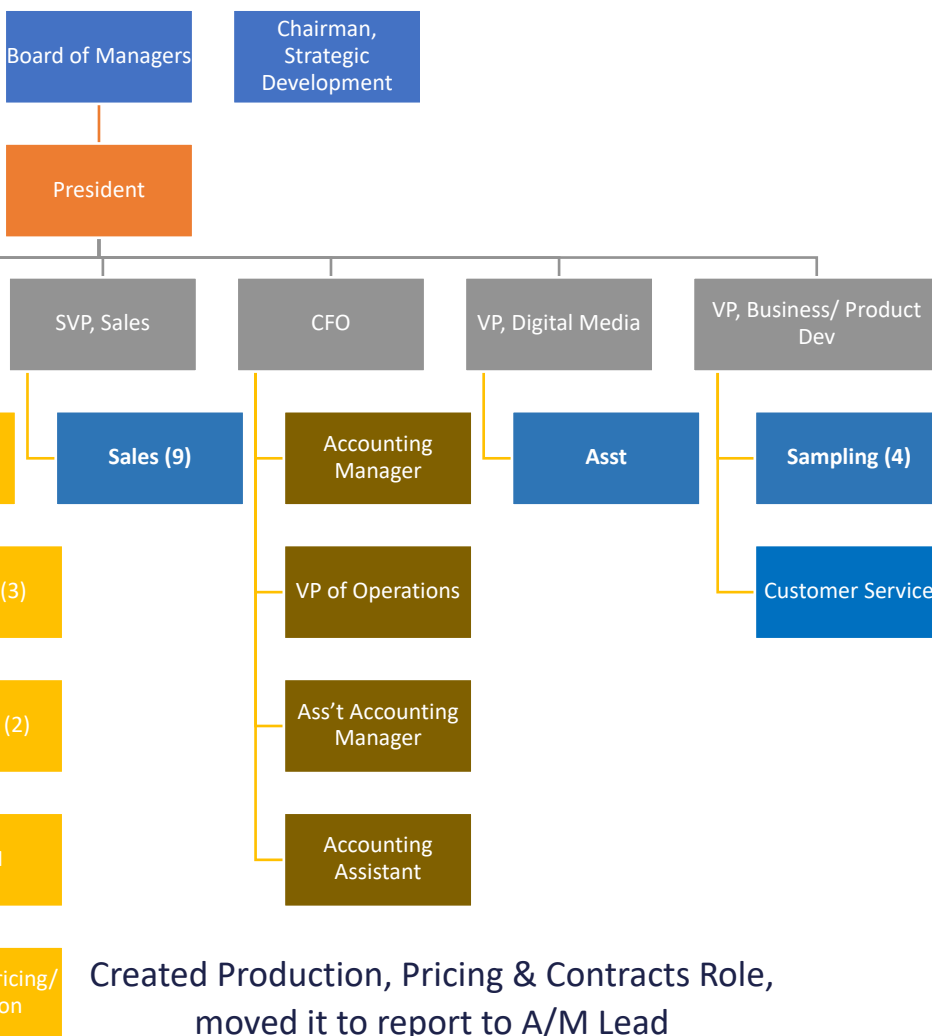 Board of Managers
Chairman,
Strategic
Development
President
SVP, Sales
CFO
VP, Digital Media
VP, Business/ Product
Dev
Sales (9)
Accounting
Manager
Asst
Sampling (4)
(3)
VP of Operations
Customer Service
(2)
Ass’t Accounting
Manager
Accounting
Assistant
Created Production, Pricing & Contracts Role,
moved it to report to A/M Lead